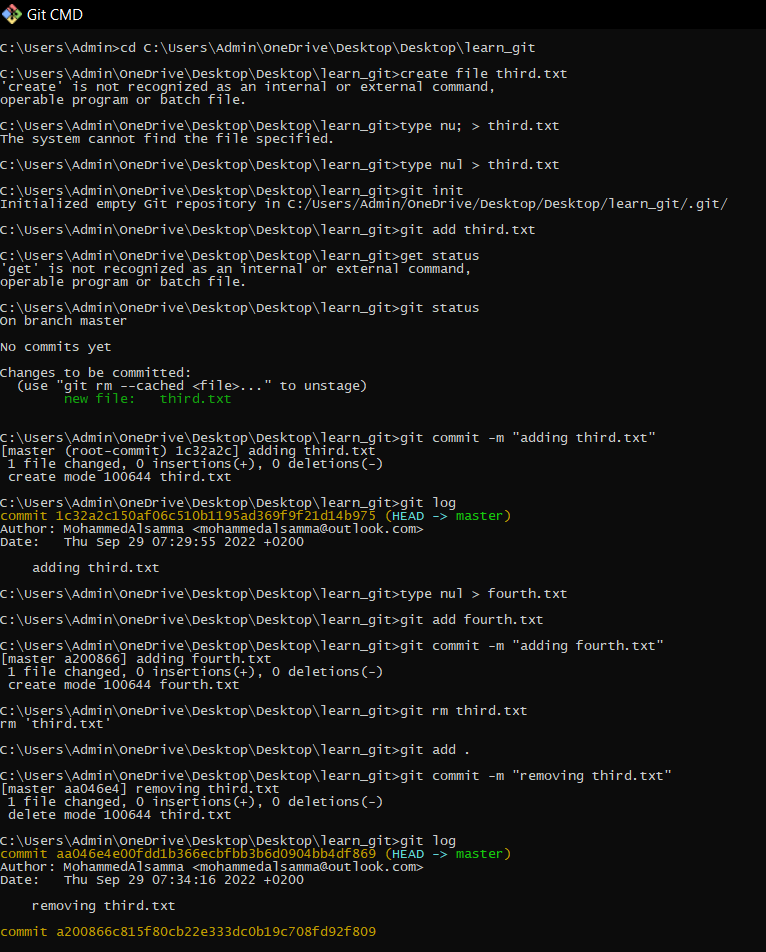 Git CMD
C:\Users\Admin>cd C:\Users\Admin\OneDrive\Desktop\Desktop\learn_git
C:\Users\Admin\OneDrive\Desktop\Desktop\learn_git>create file third.txt
'create' is not recognized as an internal or external command,
operable program or batch file.
C:\Users\Admin\OneDrive\Desktop\Desktop\learn_git>type nu; > third.txt
The system cannot find the file specified.
C:\Users\Admin\OneDrive\Desktop\Desktop\learn_git>type nul > third.txt
C:\Users\Admin\OneDrive\Desktop\Desktop\learn_git>git init
Initialized empty Git repository in C:/Users/Admin/OneDrive/Desktop/Desktop/learn_git/.git/
C:\Users\Admin\OneDrive\Desktop\Desktop\learn_git>git add third.txt
C:\Users\Admin\OneDrive\Desktop\Desktop\learn_git>get status
'get' is not recognized as an internal or external command,
operable program or batch file.
C:\Users\Admin\OneDrive\Desktop\Desktop\learn_git>git status
On branch master
No commits yet
Changes to be committed:
  (use "git rm --cached <file>..." to unstage)
        new file:   third.txt
C:\Users\Admin\OneDrive\Desktop\Desktop\learn_git>git commit -m "adding third.txt"
[master (root-commit) 1c32a2c] adding third.txt
 1 file changed, 0 insertions(+), 0 deletions(-)
 create mode 100644 third.txt
C:\Users\Admin\OneDrive\Desktop\Desktop\learn_git>git log
commit 1c32a2c150af06c510b1195ad369f9f21d14b975 (HEAD -> master)
Author: MohammedAlsamma <mohammedalsamma@outlook.com>
Date:   Thu Sep 29 07:29:55 2022 +0200
    adding third.txt
C:\Users\Admin\OneDrive\Desktop\Desktop\learn_git>type nul > fourth.txt
C:\Users\Admin\OneDrive\Desktop\Desktop\learn_git>git add fourth.txt
C:\Users\Admin\OneDrive\Desktop\Desktop\learn_git>git commit -m "adding fourth.txt"
[master a200866] adding fourth.txt
 1 file changed, 0 insertions(+), 0 deletions(-)
 create mode 100644 fourth.txt
C:\Users\Admin\OneDrive\Desktop\Desktop\learn_git>git rm third.txt
rm 'third.txt'
C:\Users\Admin\OneDrive\Desktop\Desktop\learn_git>git add .
C:\Users\Admin\OneDrive\Desktop\Desktop\learn_git>git commit -m "removing third.txt"
[master aa046e4] removing third.txt
 1 file changed, 0 insertions(+), 0 deletions(-)
 delete mode 100644 third.txt
C:\Users\Admin\OneDrive\Desktop\Desktop\learn_git>git log
commit aa046e4e00fdd1b366ecbfbb3b6d0904bb4df869 (HEAD -> master)
Author: MohammedAlsamma <mohammedalsamma@outlook.com>
Date:   Thu Sep 29 07:34:16 2022 +0200
    removing third.txt
commit a200866c815f80cb22e333dc0b19c708fd92f809